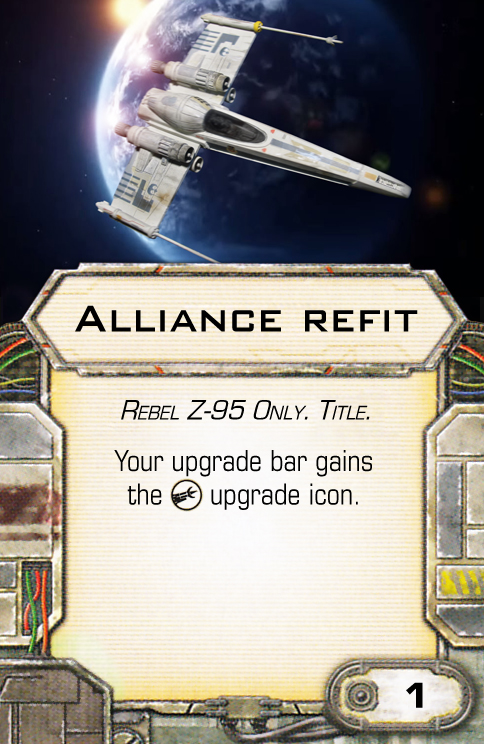 Alliance refit
Rebel Z-95 Only. Title.
Your upgrade bar gains
the upgrade icon.
1